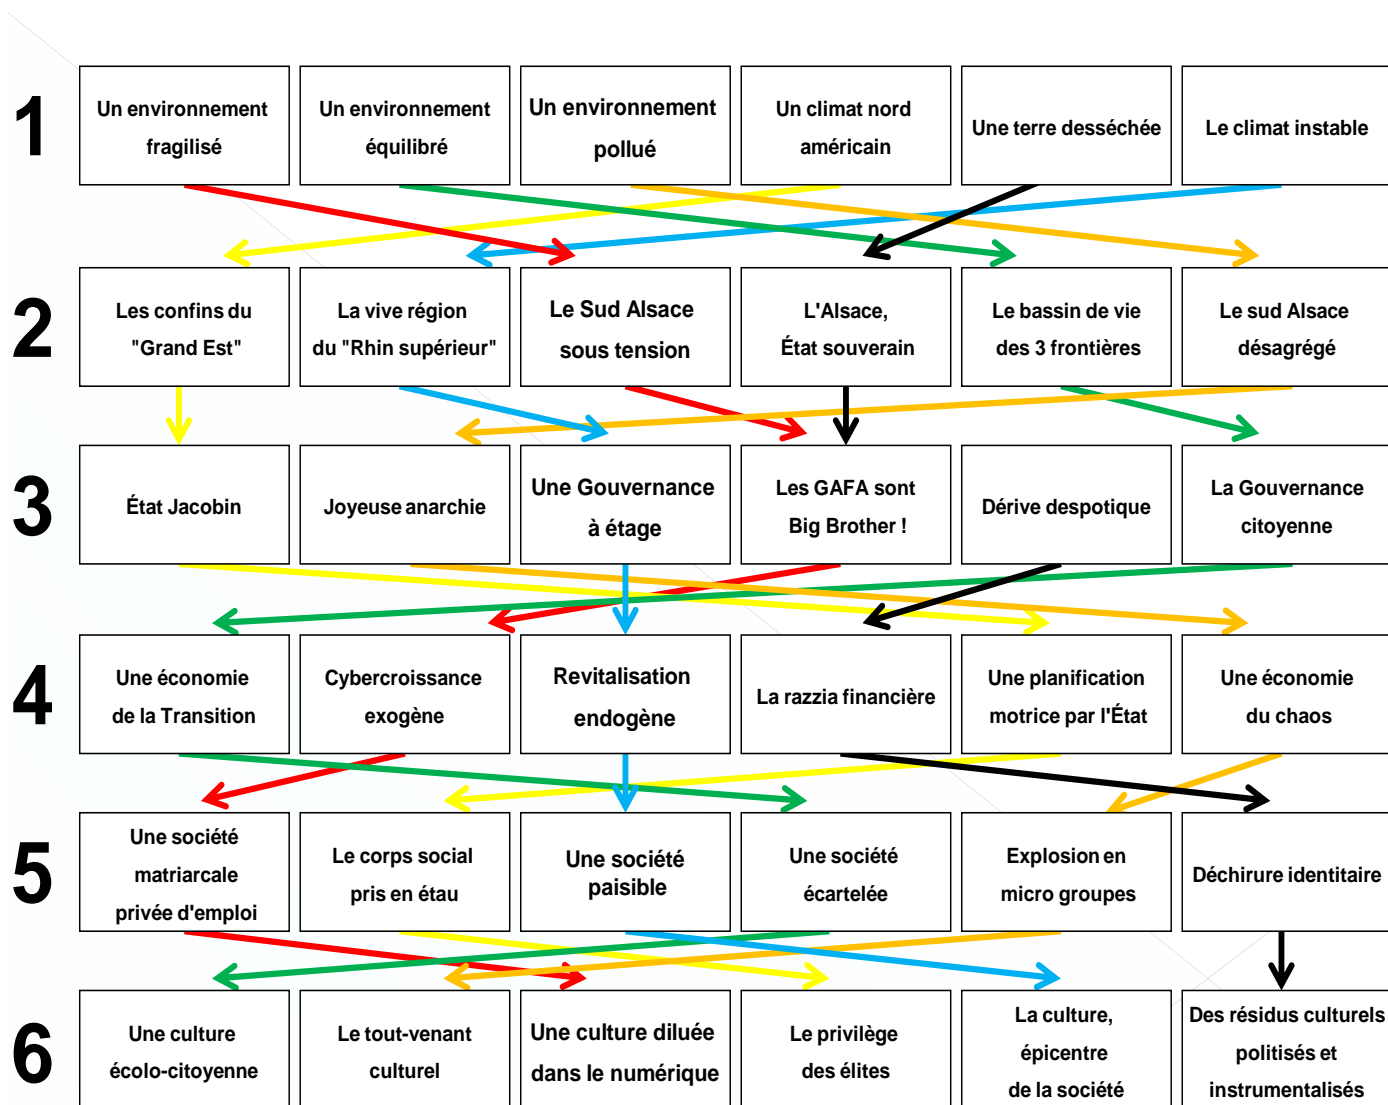 1
Un environnement
fragilisé
Un environnement
équilibré
Un environnement
pollué
Un climat nord
américain
Une terre desséchée
Le climat instable
2
Les confins du
"Grand Est"
La vive région
du "Rhin supérieur"
Le Sud Alsace
sous tension
L'Alsace,
État souverain
Le bassin de vie
des 3 frontières
Le sud Alsace
désagrégé
3
État Jacobin
Joyeuse anarchie
Une Gouvernance
à étage
Les GAFA sont
Big Brother !
Dérive despotique
La Gouvernance
citoyenne
4
Une économie
de la Transition
Cybercroissance
exogène
Revitalisation
endogène
La razzia financière
Une planification
motrice par l'État
Une économie
du chaos
5
Une société
matriarcale
privée d'emploi
Le corps social
pris en étau
Une société
paisible
Une société
écartelée
Explosion en
micro groupes
Déchirure identitaire
6
Une culture
écolo-citoyenne
Le tout-venant
culturel
Une culture diluée
dans le numérique
Le privilège
des élites
La culture,
épicentre
de la société
Des résidus culturels
politisés et
instrumentalisés